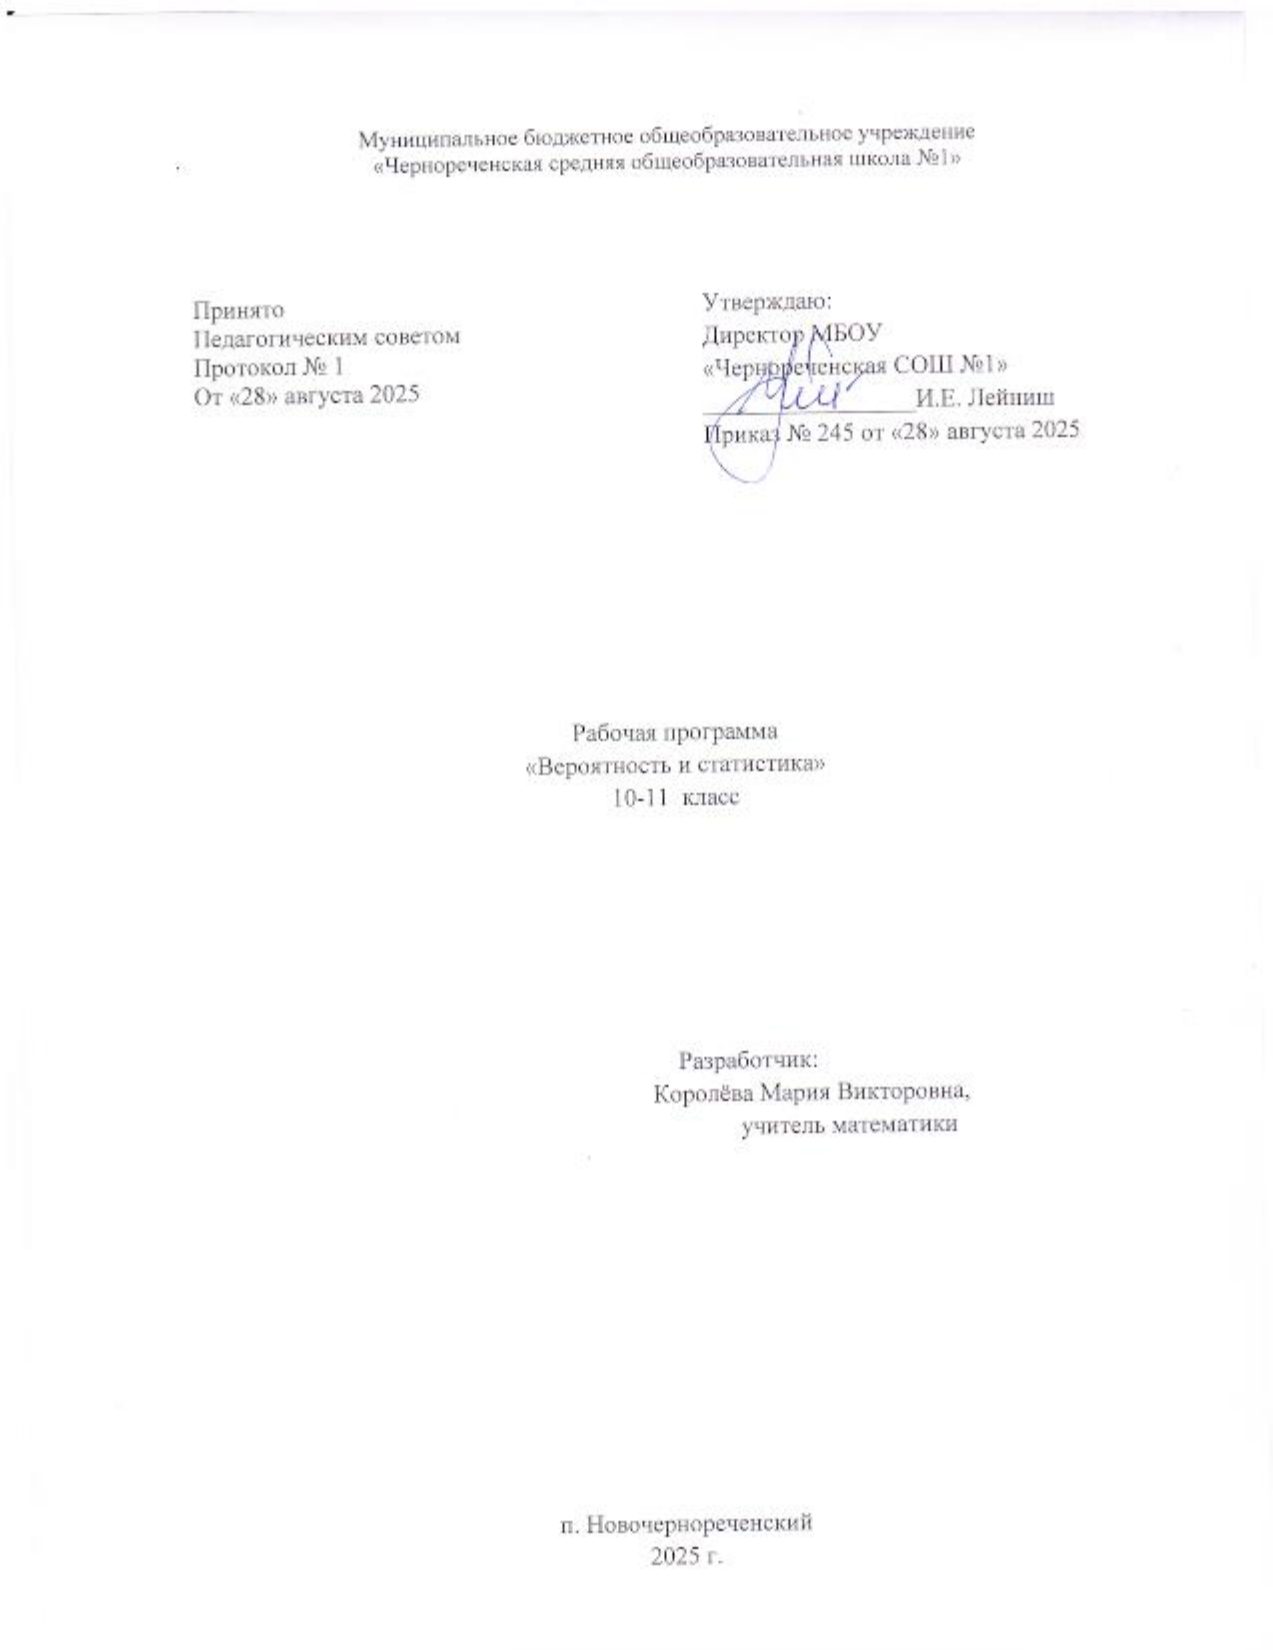 Муниципальное бюджетное общеобразовательное учреждение
«Чернореченская средняя общеобразовательная школа №1»
Принято
Педагогическим советом
Протокол № 1
От «28» августа 2025
Утверждаю:
Директор МБОУ
«Чернореченская СОШ №1»
И.Е. Лейниш
Приказ № 245 от «28» августа 2025
Рабочая программа
«Вероятность и статистика»
10-11 класс
Разработчик:
Королёва Мария Викторовна,
учитель математики
п. Новочернореченский
2025 г.